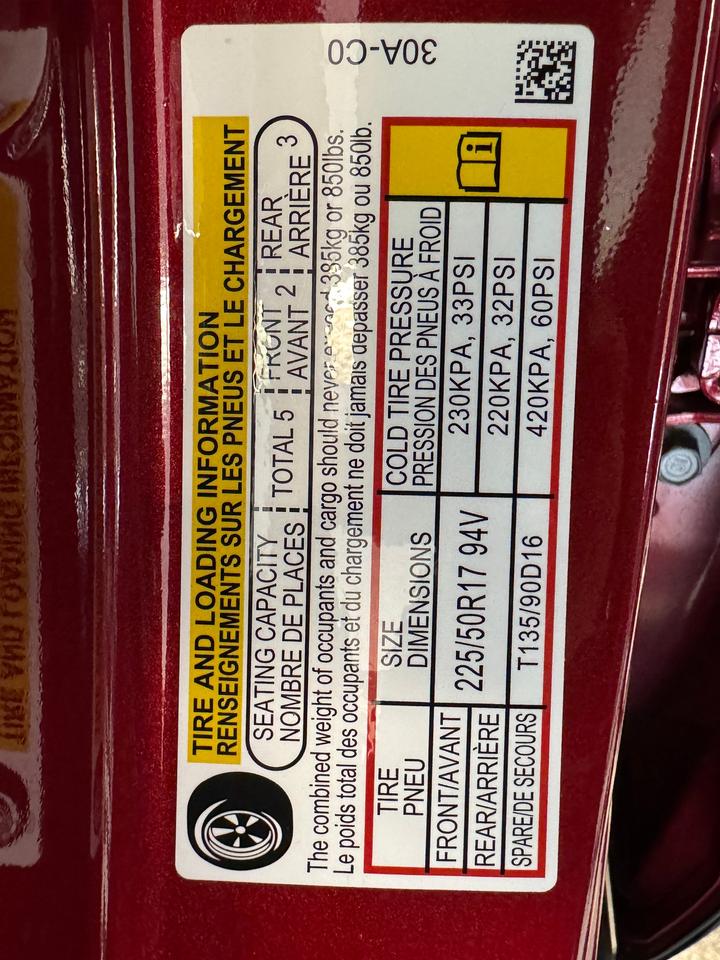 TIRE AND LOADING INFORMATION
RENSEIGNEMENTS SUR LES PNEUS ET LE CHARGEMENT
SEATING CAPACITY TOTAL 5 FRONT 2 REAR 3
NOMBRE DE PLACES AVANT ARRIÈRE
The combined weight of occupants and cargo should never exceed 385kg or 850lbs.
Le poids total des occupants et du chargement ne doit jamais dépasser 385kg ou 850lb.
TIRE SIZE COLD TIRE PRESSURE
PNEU DIMENSIONS PRESSION DES PNEUS À FROID
FRONT/AVANT 225/50R17 94V 230KPA, 33PSI
REAR/ARRIÈRE 220KPA, 32PSI
SPARE/DE SECOURS T135/90D16 420KPA, 60PSI
30A-C0